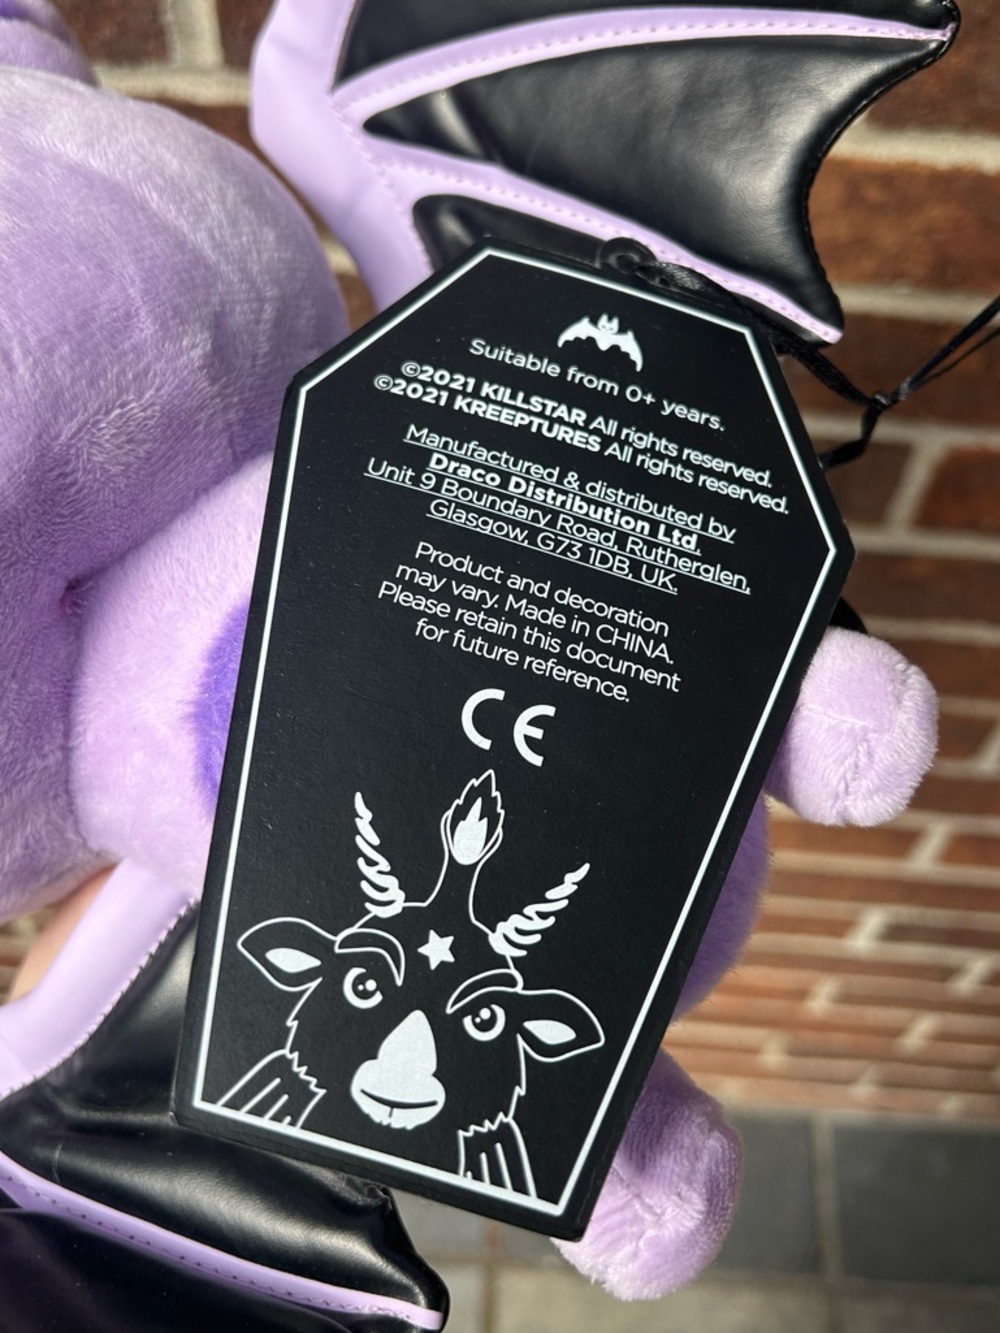 Suitable from 0+ years.
©2021 KILLSTAR All rights reserved.
©2021 KREEPTURES All rights reserved.
Manufactured & distributed by
Draco Distribution Ltd.
Unit 9 Boundary Road, Rutherglen,
Glasgow, G73 1DB, UK.
Product and decoration
may vary. Made in CHINA.
Please retain this document
for future reference.
CE